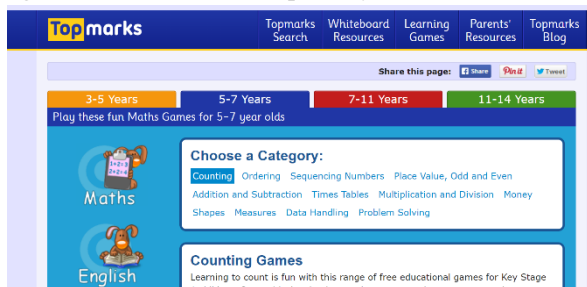 Topmarks
Topmarks Search
Whiteboard Resources
Learning Games
Parents' Resources
Topmarks Blog
Share this page: Share Pin it Tweet
3-5 Years 5-7 Years 7-11 Years 11-14 Years
Play these fun Maths Games for 5-7 year olds
1+2=3
Maths
English
Choose a Category:
Counting Ordering Sequencing Numbers Place Value, Odd and Even
Addition and Subtraction Times Tables Multiplication and Division Money
Shapes Measures Data Handling Problem Solving
Counting Games
Learning to count is fun with this range of free educational games for Key Stage